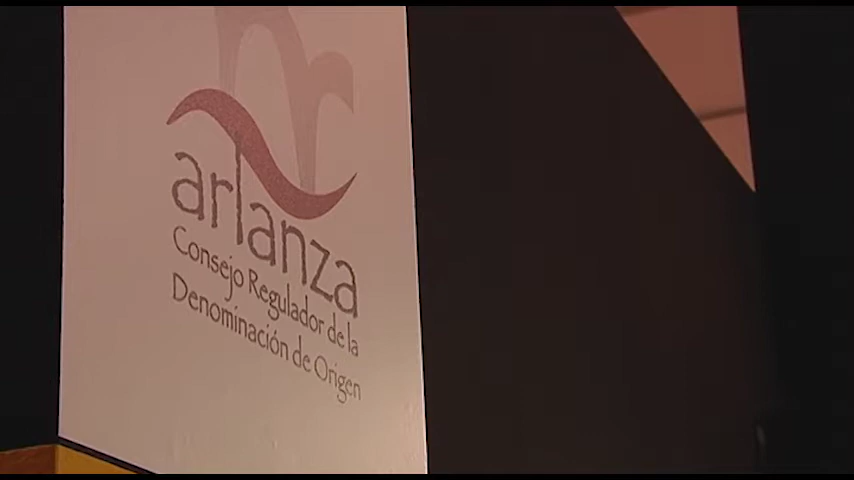 arlanza
Consejo Regulador de la
Denominación de Origen